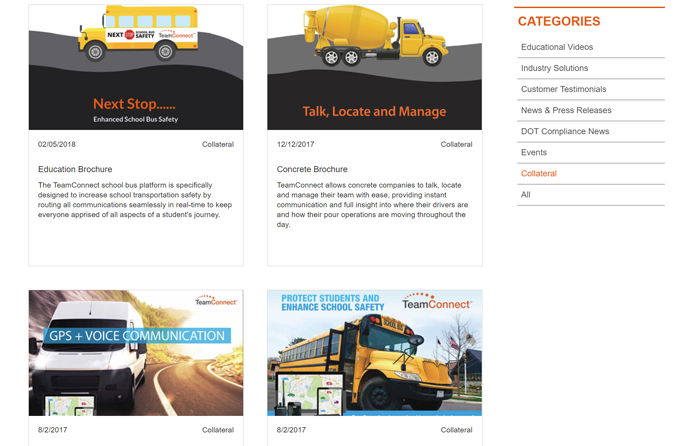 NEXT STOP SCHOOL BUS SAFETY TeamConnect
Next Stop......
Enhanced School Bus Safety
02/05/2018 Collateral
Education Brochure
The TeamConnect school bus platform is specifically
designed to increase school transportation safety by
routing all communications seamlessly in real-time to keep
everyone apprised of all aspects of a student's journey.
Talk, Locate and Manage
12/12/2017 Collateral
Concrete Brochure
TeamConnect allows concrete companies to talk, locate
and manage their team with ease, providing instant
communication and full insight into where their drivers are
and how their pour operations are moving throughout the
day.
TeamConnect
GPS + VOICE COMMUNICATION
8/2/2017 Collateral
PROTECT STUDENTS AND
ENHANCE SCHOOL SAFETY
TeamConnect
SCHOOL BUS
8/2/2017 Collateral
CATEGORIES
Educational Videos
Industry Solutions
Customer Testimonials
News & Press Releases
DOT Compliance News
Events
Collateral
All